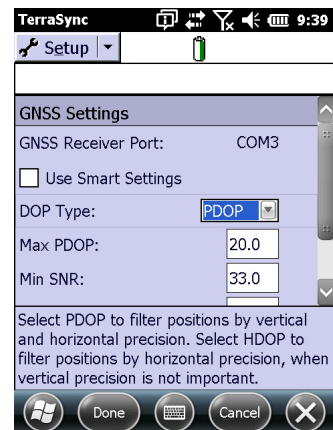 TerraSync 9:39
Setup
GNSS Settings
GNSS Receiver Port: COM3
Use Smart Settings
DOP Type: PDOP
Max PDOP: 20.0
Min SNR: 33.0
Select PDOP to filter positions by vertical
and horizontal precision. Select HDOP to
filter positions by horizontal precision, when
vertical precision is not important.
Done Cancel